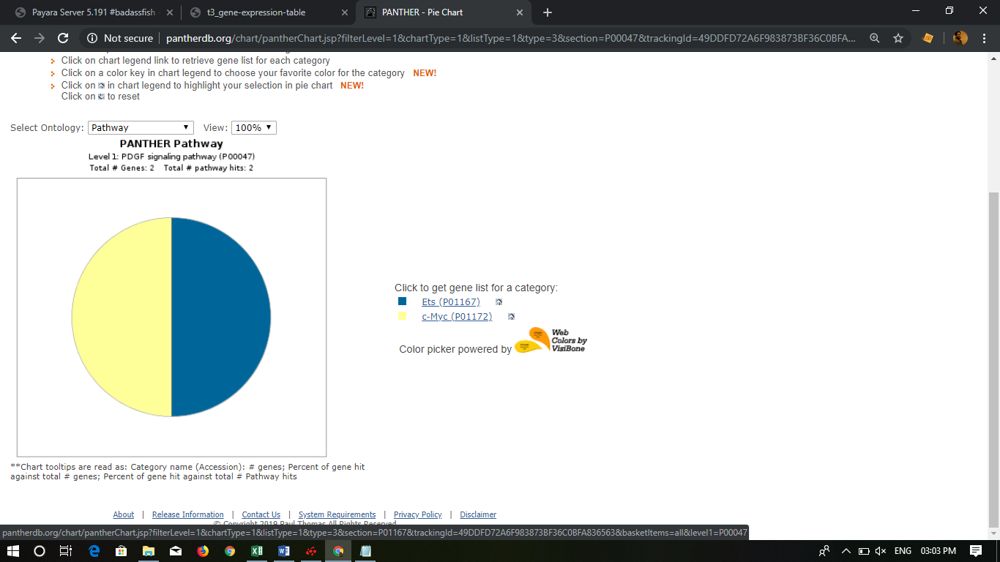 Payara Server 5.191 #badassfish
t3_gene-expression-table
PANTHER - Pie Chart
Not secure | pantherdb.org/chart/pantherChart.jsp?filterLevel=1&chartType=1&listType=1&type=3&section=P00047&trackingId=49DDFD72A6F983873BF36C0BFA...
Click on chart legend link to retrieve gene list for each category
Click on a color key in chart legend to choose your favorite color for the category NEW!
Click on in chart legend to highlight your selection in pie chart NEW!
Click on to reset
Select Ontology: Pathway View: 100%
PANTHER Pathway
Level 1: PDGF signaling pathway (P00047)
Total # Genes: 2 Total # pathway hits: 2
Click to get gene list for a category:
Ets (P01167)
c-Myc (P01172)
Color picker powered by
Web
Colors by
VisiBone
**Chart tooltips are read as: Category name (Accession): # genes; Percent of gene hit
against total # genes; Percent of gene hit against total # Pathway hits
About | Release Information | Contact Us | System Requirements | Privacy Policy | Disclaimer
© Copyright 2019 Paul Thomas All Rights Reserved.
pantherdb.org/chart/pantherChart.jsp?filterLevel=1&chartType=1&listType=1&type=3&section=P01167&trackingId=49DDFD72A6F983873BF36C0BFA836563&basketItems=all&level1=P00047
ENG 03:03 PM